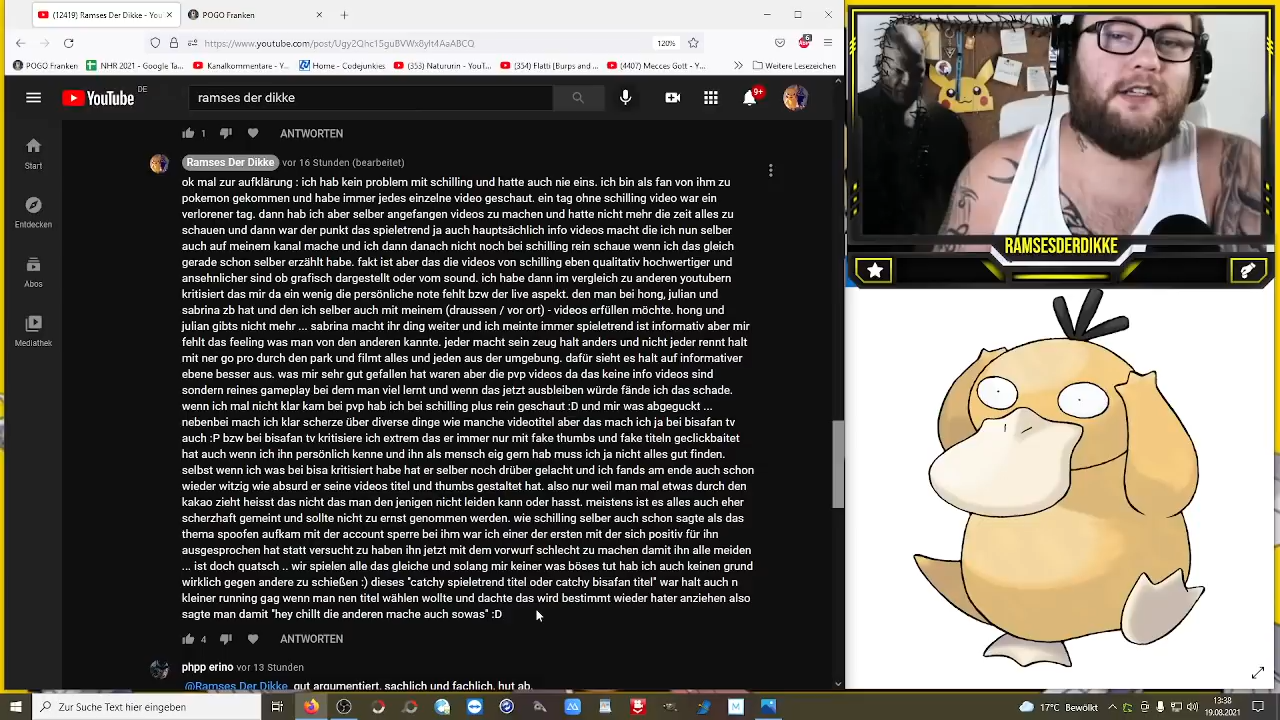 (12419) Ramses Der Dikke - You
POGO Franken
https://www.youtube.com/post/Ugy2Qhc1SguBVWx6ylt4AaABCQ
120%
POGO Franken
NHR 2021 - Google Ta
Kanalkommentare - V...
Home - Comunidres
(353) Naturuin - YouT...
(334) Flatti [Burps and ...
(4407) Mecces Gott - Y...
Weitere Lesezeichen
YouTube
ramses der dikke
9+
Start
Entdecken
Abos
Mediathek
1 ANTWORTEN
Ramses Der Dikke vor 16 Stunden (bearbeitet)
ok mal zur aufklärung : ich hab kein problem mit schilling und hatte auch nie eins. ich bin als fan von ihm zu
pokemon gekommen und habe immer jedes einzelne video geschaut. ein tag ohne schilling video war ein
verlorener tag. dann hab ich aber selber angefangen videos zu machen und hatte nicht mehr die zeit alles zu
schauen und dann war der punkt das spieletrend ja auch hauptsächlich info videos macht die ich nun selber
auch auf meinem kanal mache und ich dann danach nicht noch bei schilling rein schaue wenn ich das gleich
gerade schon selber gemacht ist aber die die videos von schilling eben qualitativ hochwertiger und
ansehnlicher sind ob grafisch dargestellt oder vom sound. ich habe nur im vergleich zu anderen youtubern
kritisiert das mir da ein wenig die persönliche note fehlt bzw der live aspekt. den man bei hong, julian und
sabrina zb hat und den ich selber auch mit meinem (draussen / vor ort) - videos erfüllen möchte. hong und
julian gibts nicht mehr ... sabrina macht ihr ding weiter und ich meinte immer spieletrend ist informativ aber mir
fehlt das feeling was man von den anderen kannte. jeder macht sein zeug halt anders und nicht jeder rennt halt
mit ner go pro durch den park und filmt alles und jeden aus der umgebung. dafür sieht es halt auf informativer
ebene besser aus. was mir sehr gut gefallen hat waren aber die pvp videos da das keine info videos sind
sondern reines gameplay bei dem man viel lernt und wenn das jetzt ausbleiben würde fände ich das schade.
wenn ich mal nicht klar kam bei pvp hab ich bei schilling plus rein geschaut :D und mir was abgeguckt ...
nebenbei mach ich klar scherze über diverse dinge wie manche videotitel aber das mach ich ja bei bisafan tv
auch :P bzw bei bisafan tv kritisierte ich extrem das er immer nur mit fake thumbs und fake titeln geclickbaitet
hat auch wenn ich ihn persönlich kenne und ihn als mensch eig gern hab muss ich ja nicht alles gut finden.
selbst wenn ich was bei bisa kritisiert habe hat er selber noch drüber gelacht und ich fands am ende auch schon
wieder witzig wie absurd er seine videos titel und thumbs gestaltet hat. also nur weil man mal etwas durch den
kakao zieht heisst das nicht das man den jenigen nicht leiden kann oder hasst. meistens ist es alles auch eher
scherzhaft gemeint und sollte nicht zu ernst genommen werden. wie schilling selber auch schon sagte als das
thema spoofen aufkam mit der account sperre bei ihm war ich einer der ersten mit der sich positiv für ihn
ausgesprochen hat statt versucht zu haben ihn jetzt mit dem vorwurf schlecht zu machen damit ihn alle meiden
... ist doch quatsch .. wir spielen alle das gleiche und solang mir keiner was böses tut hab ich auch keinen grund
wirklich gegen andere zu schießen :) dieses "catchy spieletrend titel oder catchy bisafan titel" war halt auch n
kleiner running gag wenn man nen titel wählen wollte und dachte das wird bestimmt wieder hater anziehen also
sagte man damit "hey chillt die anderen mache auch sowas" :D
4 ANTWORTEN
phpp erino vor 13 Stunden
@Ramses Der Dikke gut argumentiert, sachlich und fachlich, hut ab.
RAMSESDERDIKKE
Zur Suche Text hier eingeben
17°C Bewölkt
13:38
19.08.2021